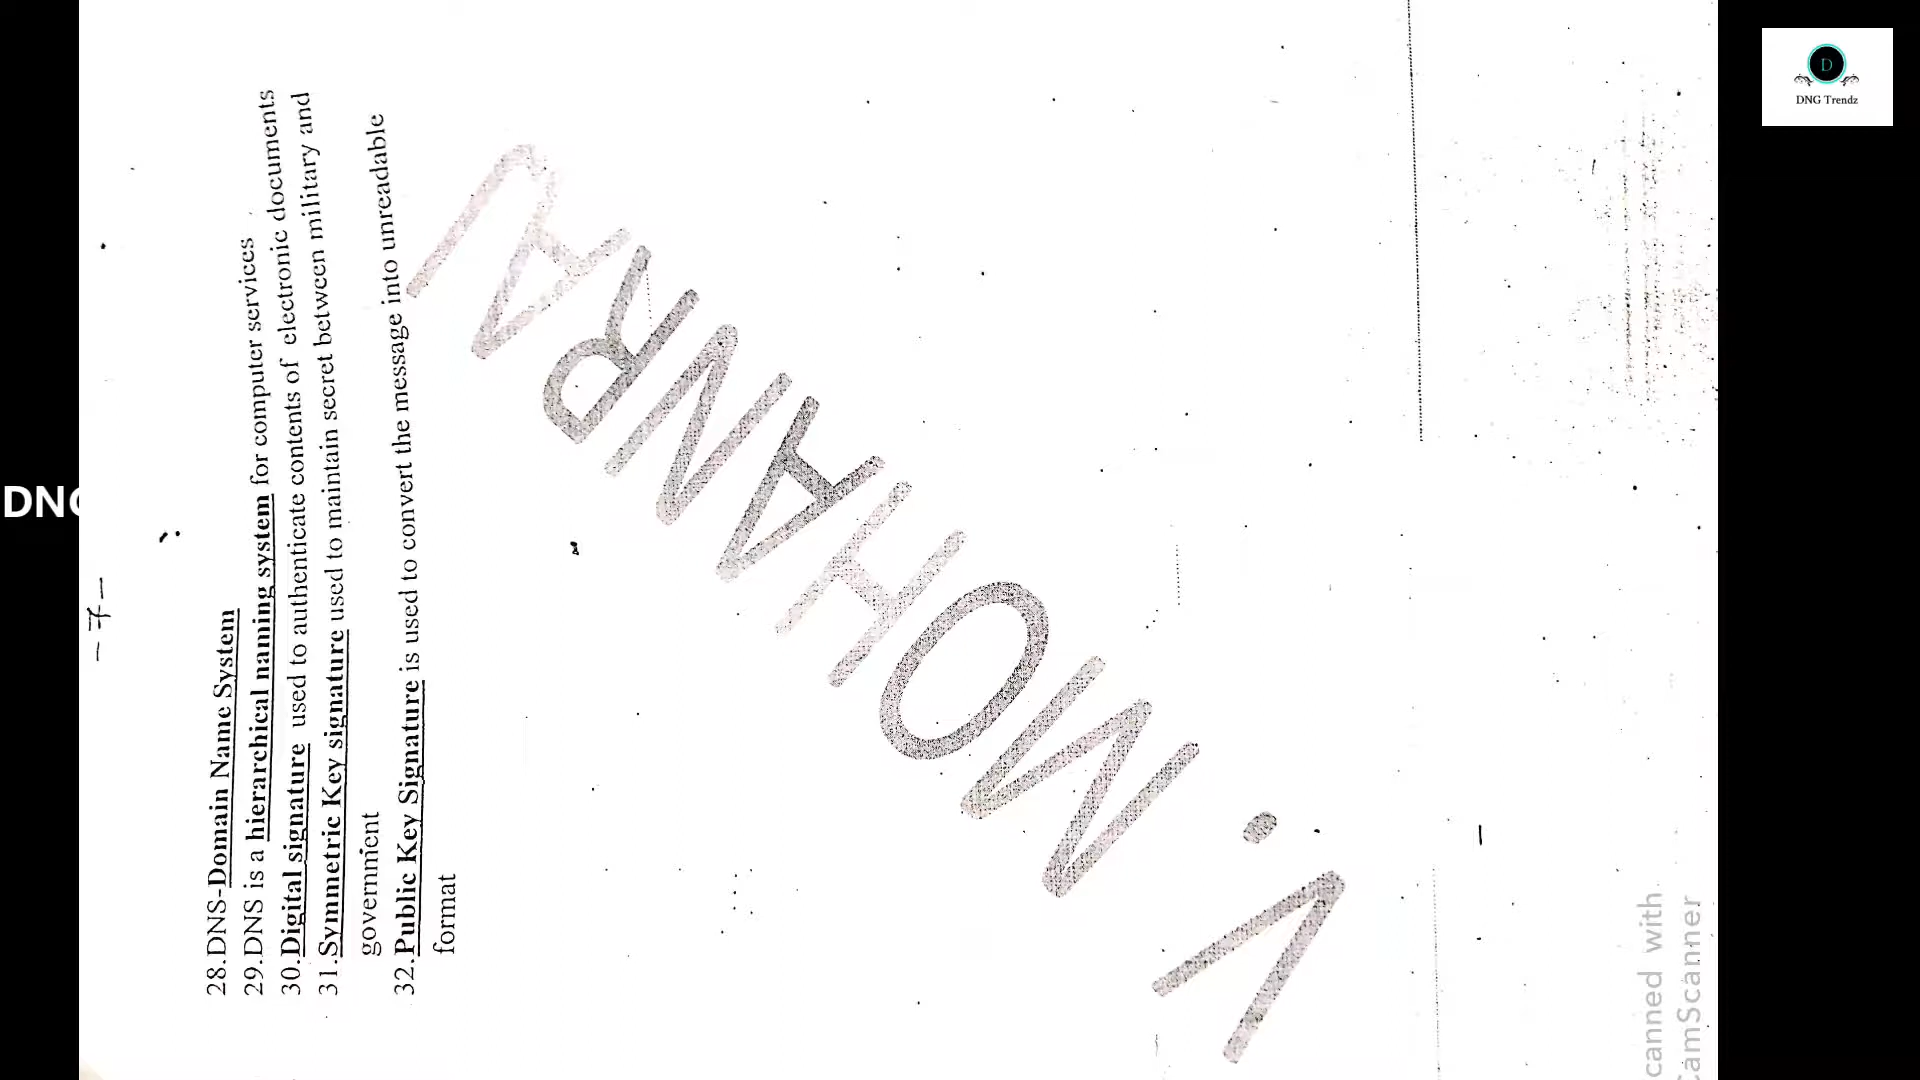 -7-
28.DNS-Domain Name System
29.DNS is a hierarchical naming system for computer services
30.Digital signature used to authenticate contents of electronic documents
31.Symmetric Key signature used to maintain secret between military and
government
32.Public Key Signature is used to convert the message into unreadable
format
V. MOHANRAJ
canned with
CamScanner
DNG
D
DNG Trendz